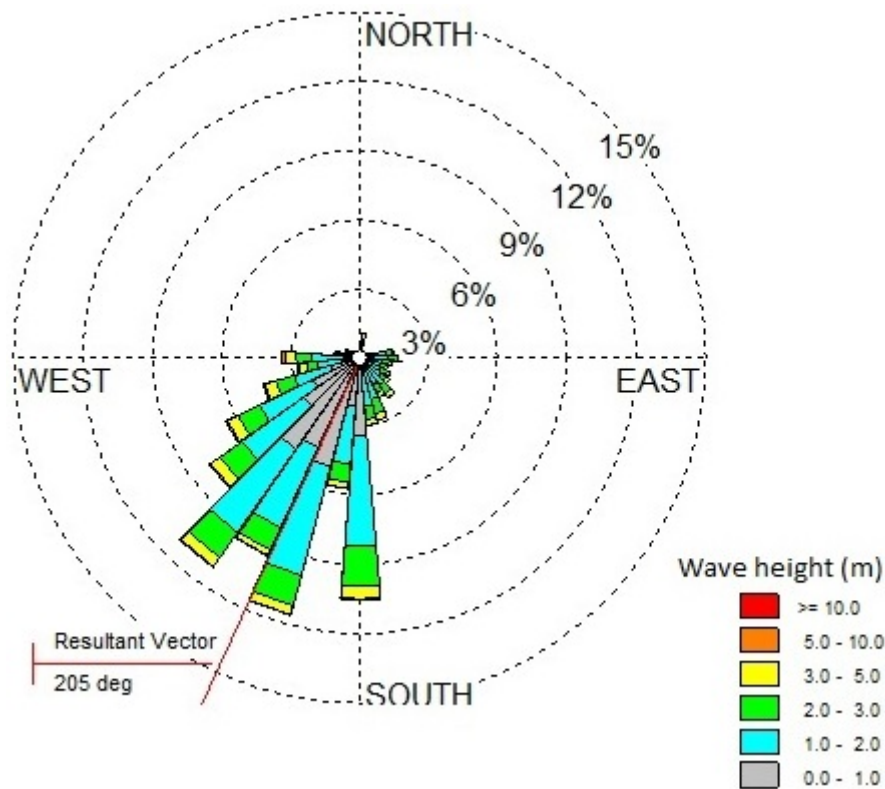 NORTH
15%
12%
9%
6%
3%
WEST
EAST
Resultant Vector
205 deg
SOUTH
Wave height (m)
>= 10.0
5.0 - 10.0
3.0 - 5.0
2.0 - 3.0
1.0 - 2.0
0.0 - 1.0